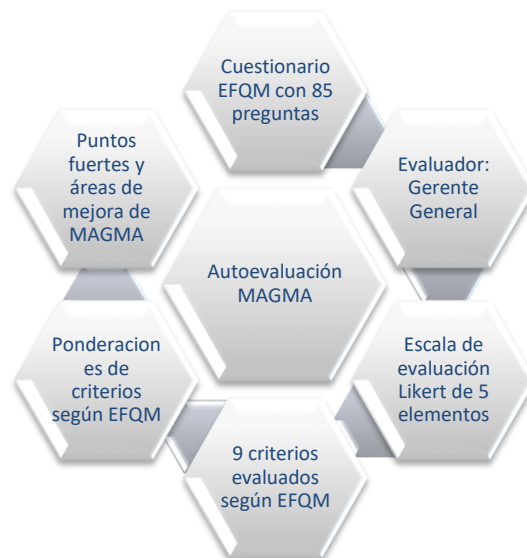 Cuestionario
EFQM con 85
preguntas
Evaluador:
Gerente
General
Escala de
evaluación
Likert de 5
elementos
9 criterios
evaluados
según EFQM
Ponderacion
es de
criterios
según EFQM
Puntos
fuertes y
áreas de
mejora de
MAGMA
Autoevaluación
MAGMA